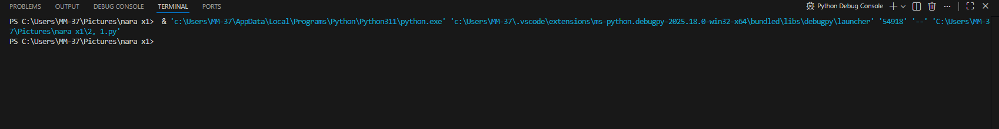 PROBLEMS OUTPUT DEBUG CONSOLE TERMINAL PORTS Python Debug Console
PS C:\Users\MM-37\Pictures\nara x1>  & 'c:\Users\MM-37\AppData\Local\Programs\Python\Python311\python.exe' 'c:\Users\MM-37\.vscode\extensions\ms-python.debugpy-2025.18.0-win32-x64\bundled\libs\debugpy\launcher' '54918' '--' 'C:\Users\MM-3
7\Pictures\nara x1\2, 1.py'
PS C:\Users\MM-37\Pictures\nara x1>